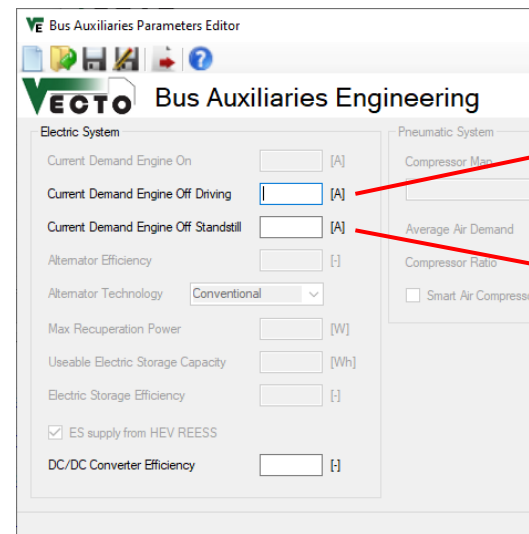 VE Bus Auxiliaries Parameters Editor
VECTO Bus Auxiliaries Engineering
Electric System
Current Demand Engine On [A]
Current Demand Engine Off Driving [A]
Current Demand Engine Off Standstill [A]
Alternator Efficiency [-]
Alternator Technology Conventional
Max Recuperation Power [W]
Useable Electric Storage Capacity [Wh]
Electric Storage Efficiency [-]
ES supply from HEV REESS
DC/DC Converter Efficiency [-]
Pneumatic System
Compressor Map
Average Air Demand
Compressor Ratio
Smart Air Compresso